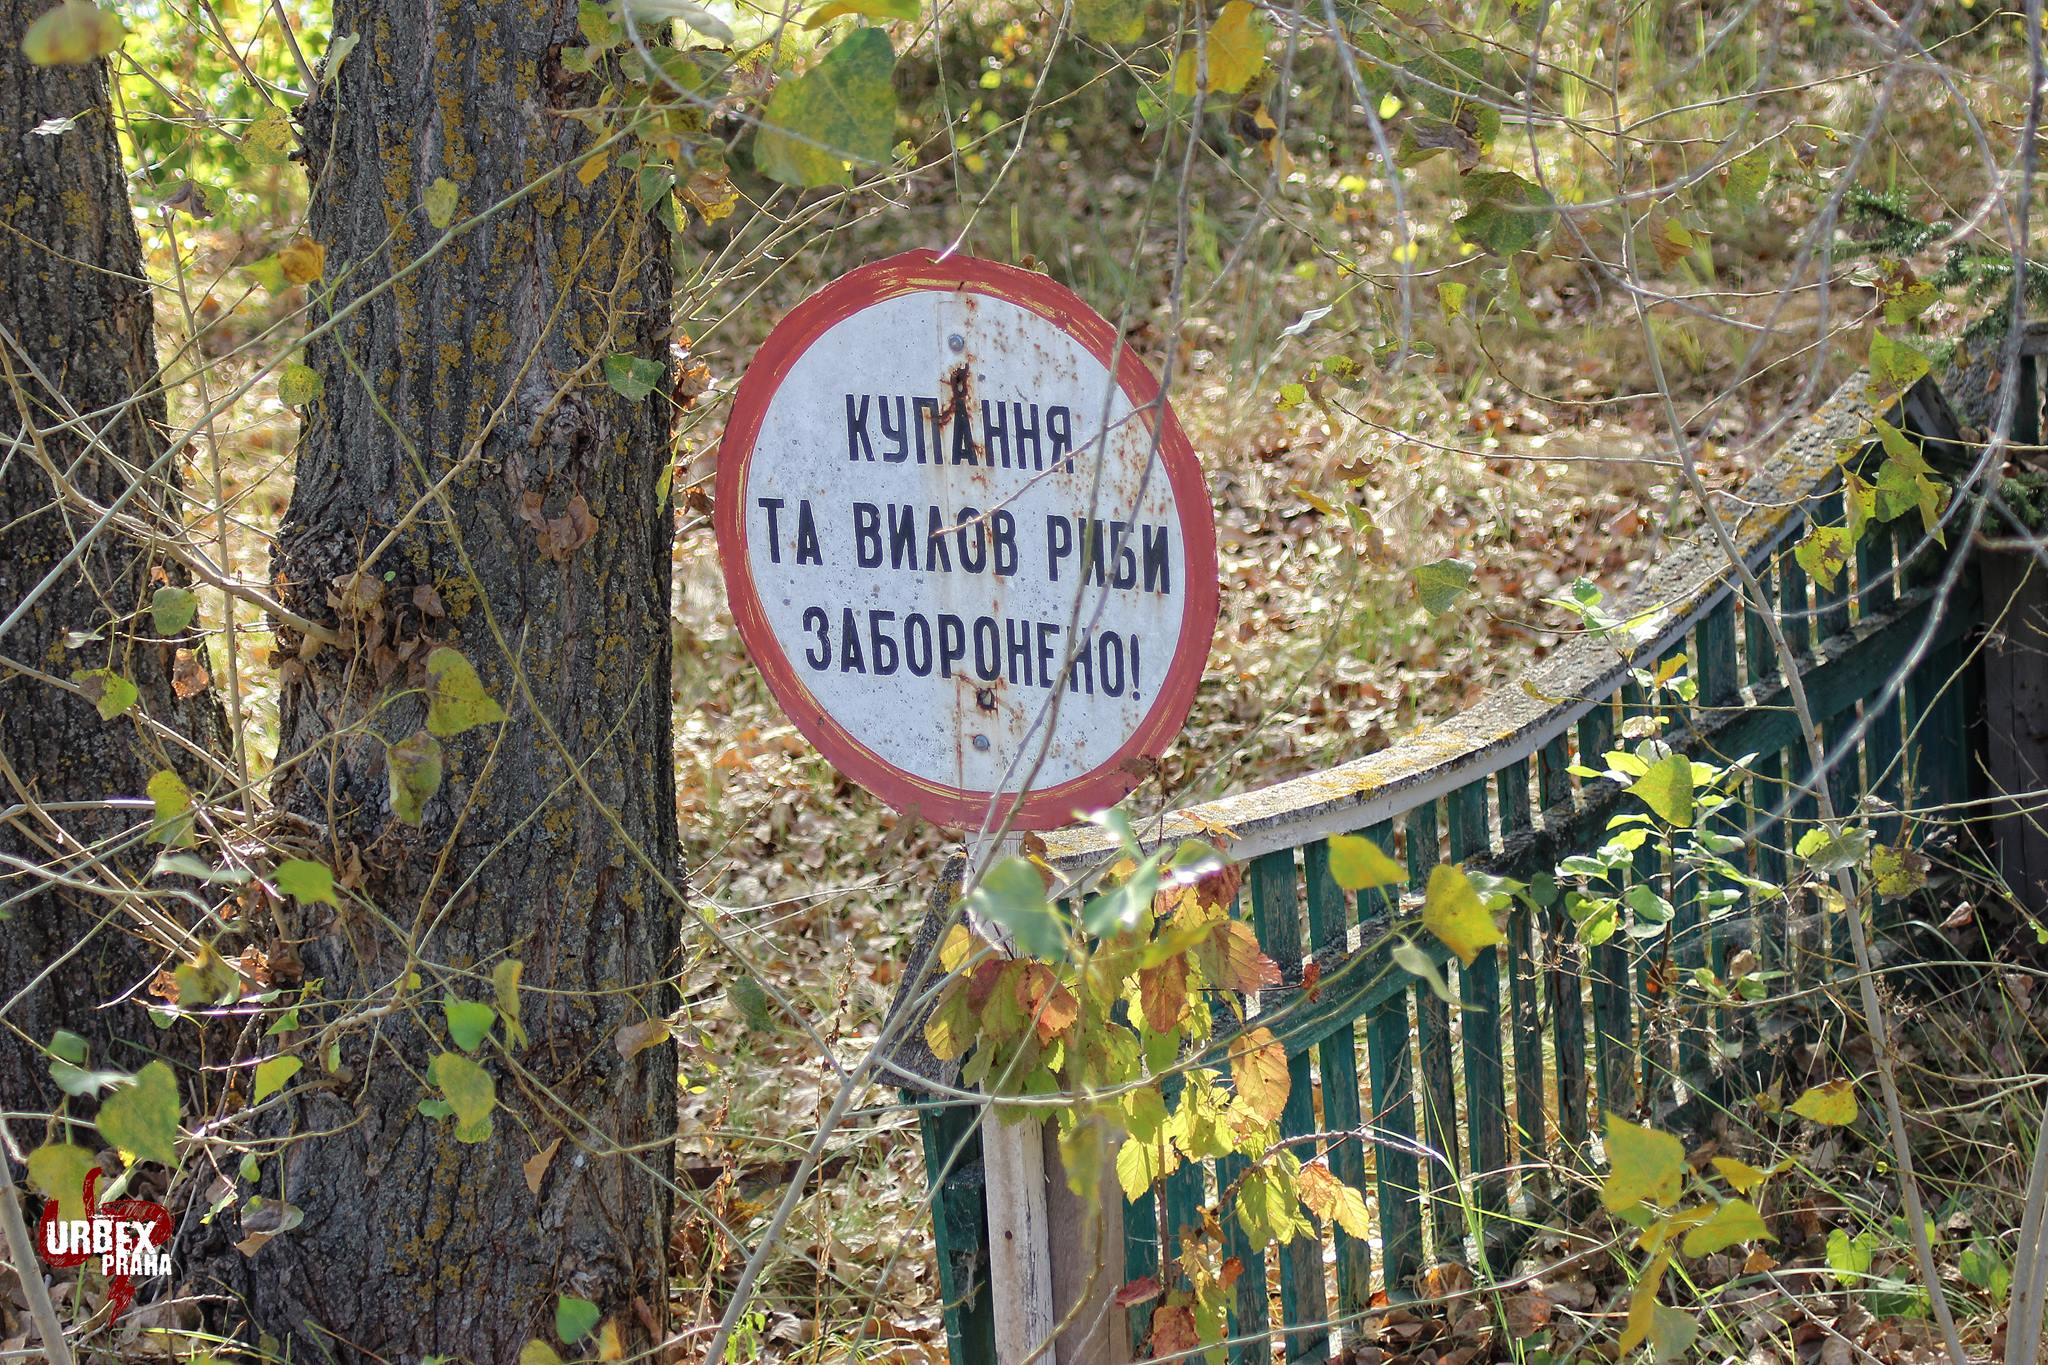 КУПАННЯ
ТА ВИЛОВ РИБИ
ЗАБОРОНЕНО!
URBEX
PRAHA